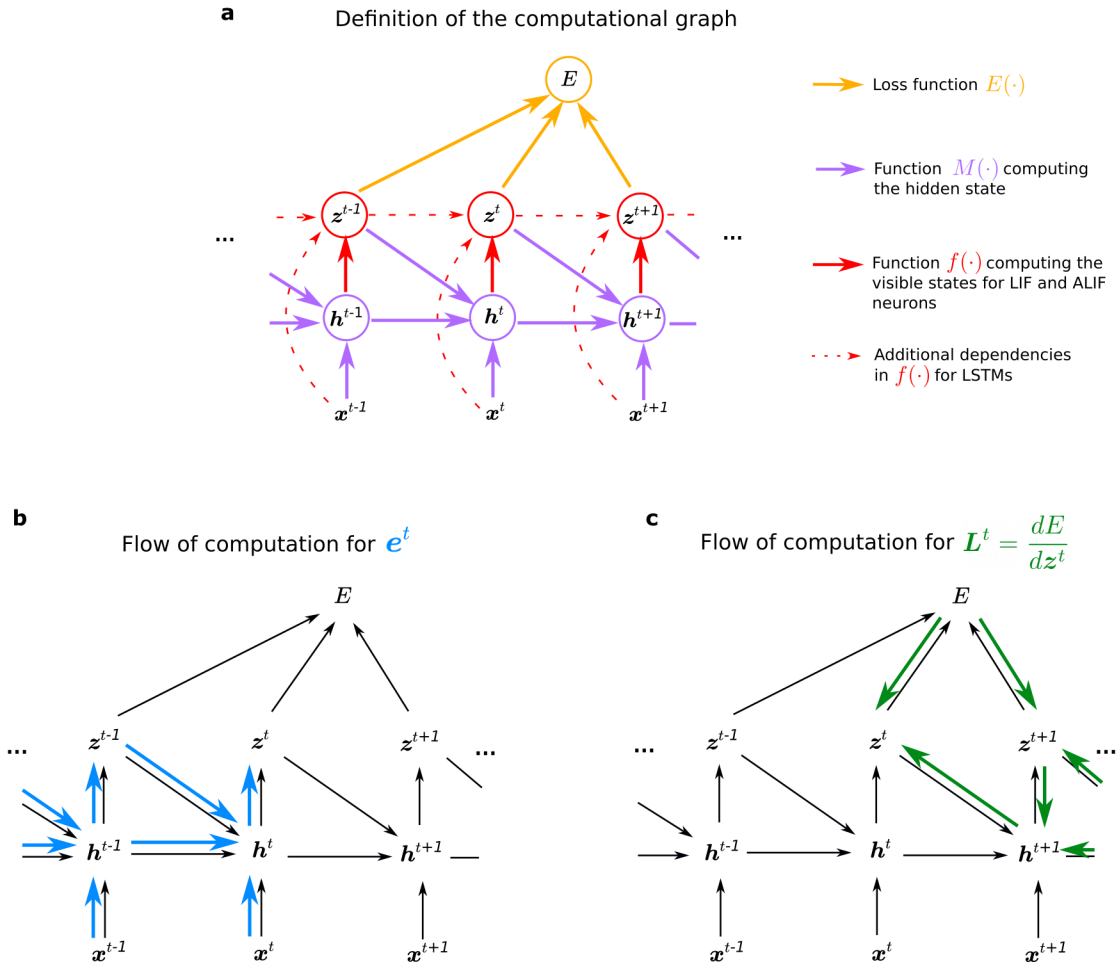 a
Definition of the computational graph
E
Loss function E(·)
Function M(·) computing
the hidden state
z^{t-1} z^t z^{t+1}
... ...
Function f(·) computing the
visible states for LIF and ALIF
neurons
h^{t-1} h^t h^{t+1}
Additional dependencies
in f(·) for LSTMs
x^{t-1} x^t x^{t+1}
b
Flow of computation for e^t
E
... z^{t-1} z^t z^{t+1} ...
h^{t-1} h^t h^{t+1}
x^{t-1} x^t x^{t+1}
c
Flow of computation for L^t = dE/dz^t
E
... z^{t-1} z^t z^{t+1} ...
h^{t-1} h^t h^{t+1}
x^{t-1} x^t x^{t+1}